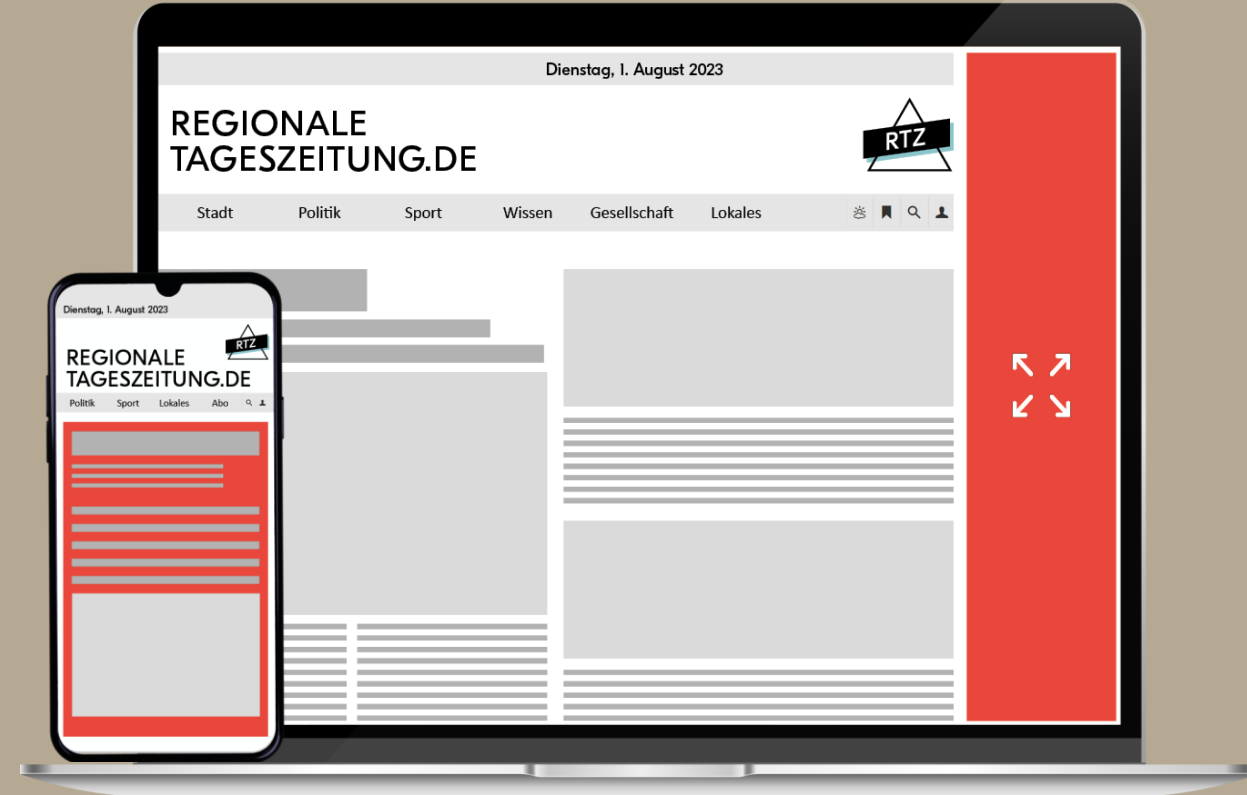 Dienstag, 1. August 2023
REGIONALE
TAGESZEITUNG.DE
RTZ
Stadt Politik Sport Wissen Gesellschaft Lokales
Dienstag, 1. August 2023
RTZ
REGIONALE
TAGESZEITUNG.DE
Politik Sport Lokales Abo